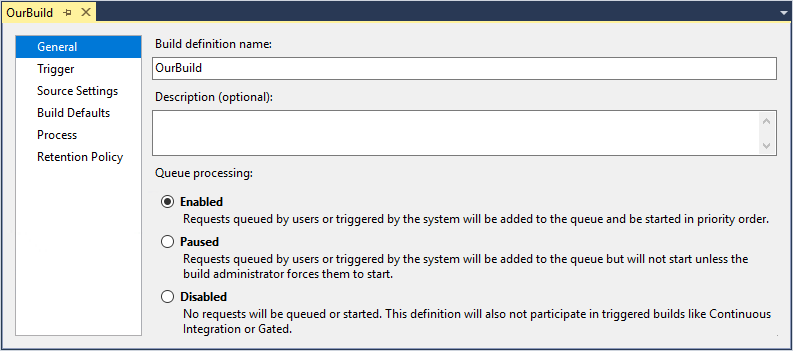 OurBuild
General
Trigger
Source Settings
Build Defaults
Process
Retention Policy
Build definition name:
OurBuild
Description (optional):
Queue processing:
Enabled
Requests queued by users or triggered by the system will be added to the queue and be started in priority order.
Paused
Requests queued by users or triggered by the system will be added to the queue but will not start unless the
build administrator forces them to start.
Disabled
No requests will be queued or started. This definition will also not participate in triggered builds like Continuous
Integration or Gated.